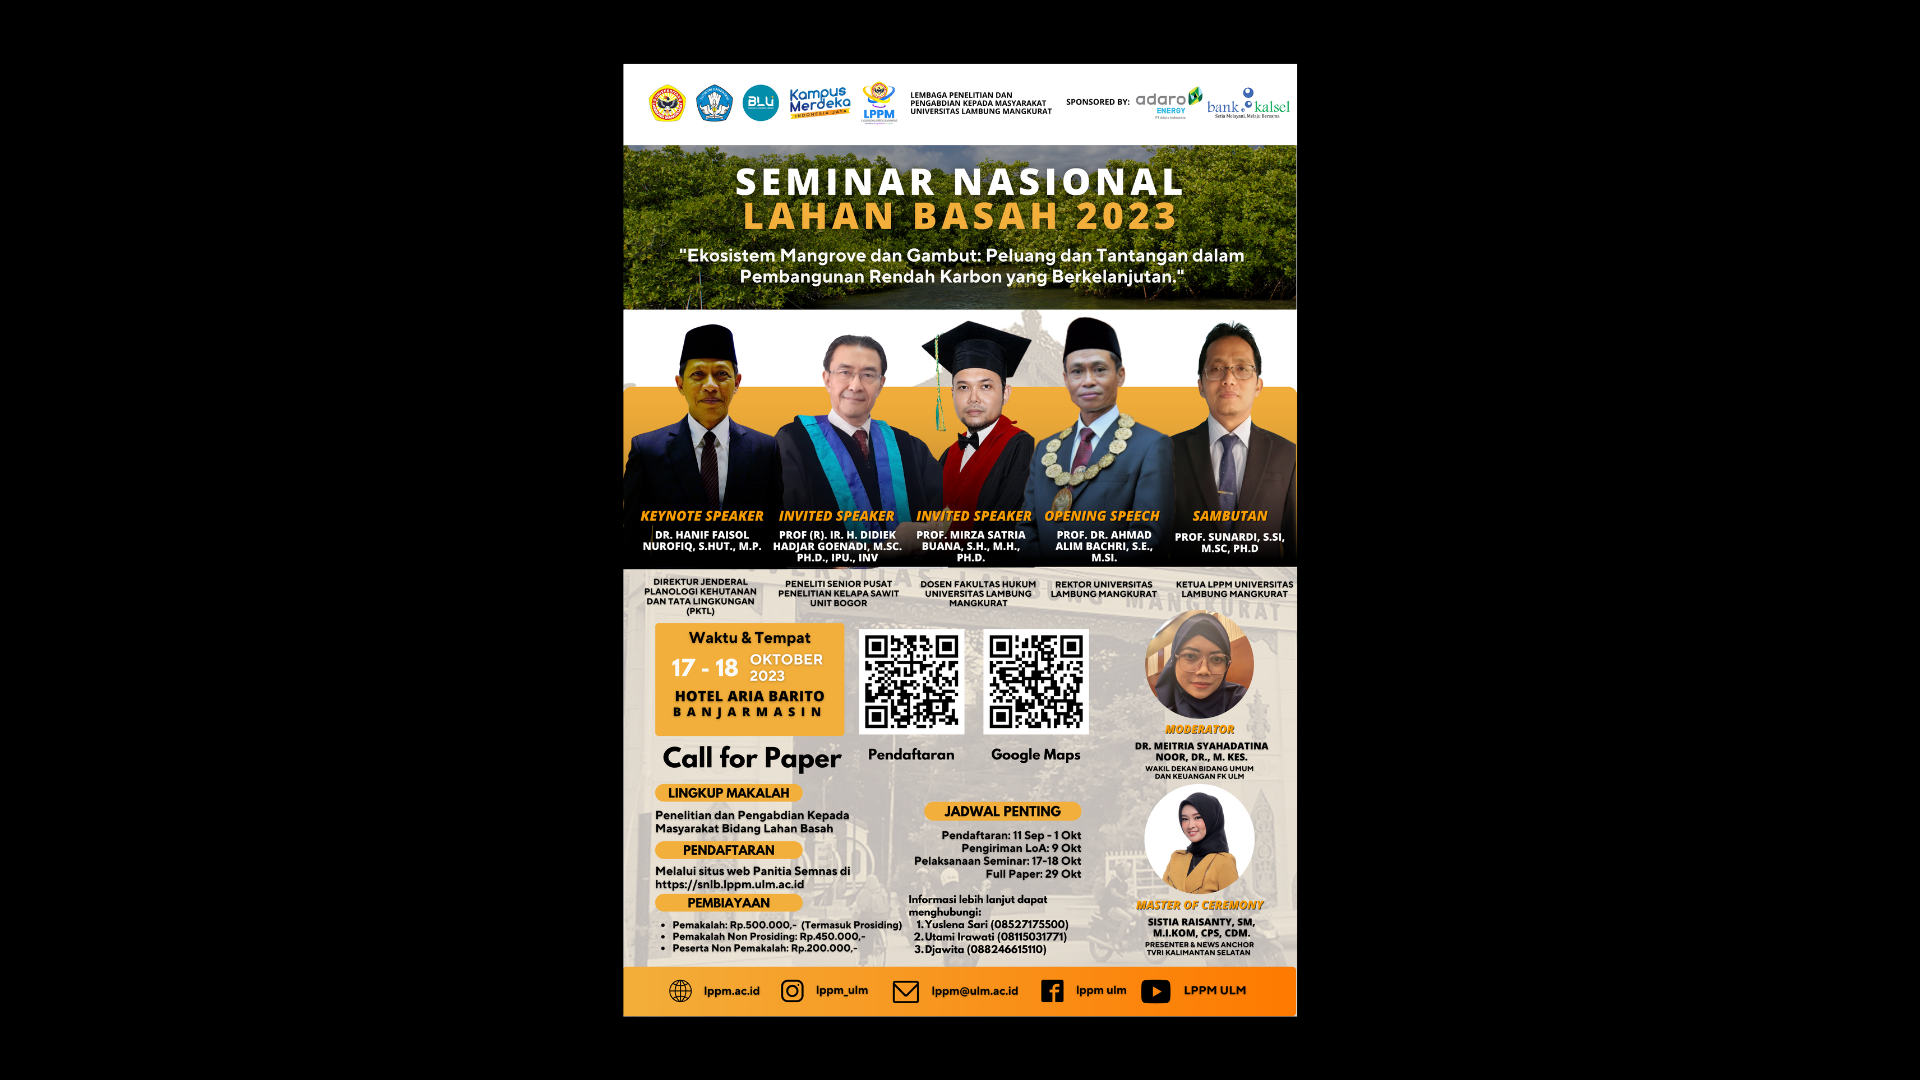 BLU
Kampus
Merdeka
INDONESIA JAYA
LPPM
LEMBAGA PENELITIAN DAN
PENGABDIAN KEPADA MASYARAKAT
UNIVERSITAS LAMBUNG MANGKURAT
SPONSORED BY:
adaro
ENERGY
bank kalsel
Setia Melayani, Melaju Bersama
SEMINAR NASIONAL
LAHAN BASAH 2023
"Ekosistem Mangrove dan Gambut: Peluang dan Tantangan dalam
Pembangunan Rendah Karbon yang Berkelanjutan."
KEYNOTE SPEAKER
DR. HANIF FAISOL
NUROFIQ, S.HUT., M.P.
DIREKTUR JENDERAL
PLANOLOGI KEHUTANAN
DAN TATA LINGKUNGAN
(PKTL)
INVITED SPEAKER
PROF (R). IR. H. DIDIEK
HADJAR GOENADI, M.SC.
PH.D., IPU., INV
PENELITI SENIOR PUSAT
PENELITIAN KELAPA SAWIT
UNIT BOGOR
INVITED SPEAKER
PROF. MIRZA SATRIA
BUANA, S.H., M.H.,
PH.D.
DOSEN FAKULTAS HUKUM
UNIVERSITAS LAMBUNG
MANGKURAT
OPENING SPEECH
PROF. DR. AHMAD
ALIM BACHRI, S.E.,
M.SI.
REKTOR UNIVERSITAS
LAMBUNG MANGKURAT
SAMBUTAN
PROF. SUNARDI, S.SI,
M.SC, PH.D
KETUA LPPM UNIVERSITAS
LAMBUNG MANGKURAT
Waktu & Tempat
17 - 18 OKTOBER
2023
HOTEL ARIA BARITO
BANJARMASIN
Pendaftaran
Google Maps
MODERATOR
DR. MEITRIA SYAHADATINA
NOOR, DR., M. KES.
WAKIL DEKAN BIDANG UMUM
DAN KEUANGAN FK ULM
Call for Paper
LINGKUP MAKALAH
Penelitian dan Pengabdian Kepada
Masyarakat Bidang Lahan Basah
PENDAFTARAN
Melalui situs web Panitia Semnas di
https://snlb.lppm.ulm.ac.id
PEMBIAYAAN
• Pemakalah: Rp.500.000,- (Termasuk Prosiding)
• Pemakalah Non Prosiding: Rp.450.000,-
• Peserta Non Pemakalah: Rp.200.000,-
JADWAL PENTING
Pendaftaran: 11 Sep - 1 Okt
Pengiriman LoA: 9 Okt
Pelaksanaan Seminar: 17-18 Okt
Full Paper: 29 Okt
Informasi lebih lanjut dapat
menghubungi:
1. Yuslena Sari (08527175500)
2. Utami Irawati (08115031771)
3. Djawita (088246615110)
MASTER OF CEREMONY
SISTIA RAISANTY, SM,
M.I.KOM, CPS, CDM.
PRESENTER & NEWS ANCHOR
TVRI KALIMANTAN SELATAN
lppm.ac.id
lppm_ulm
lppm@ulm.ac.id
lppm ulm
LPPM ULM